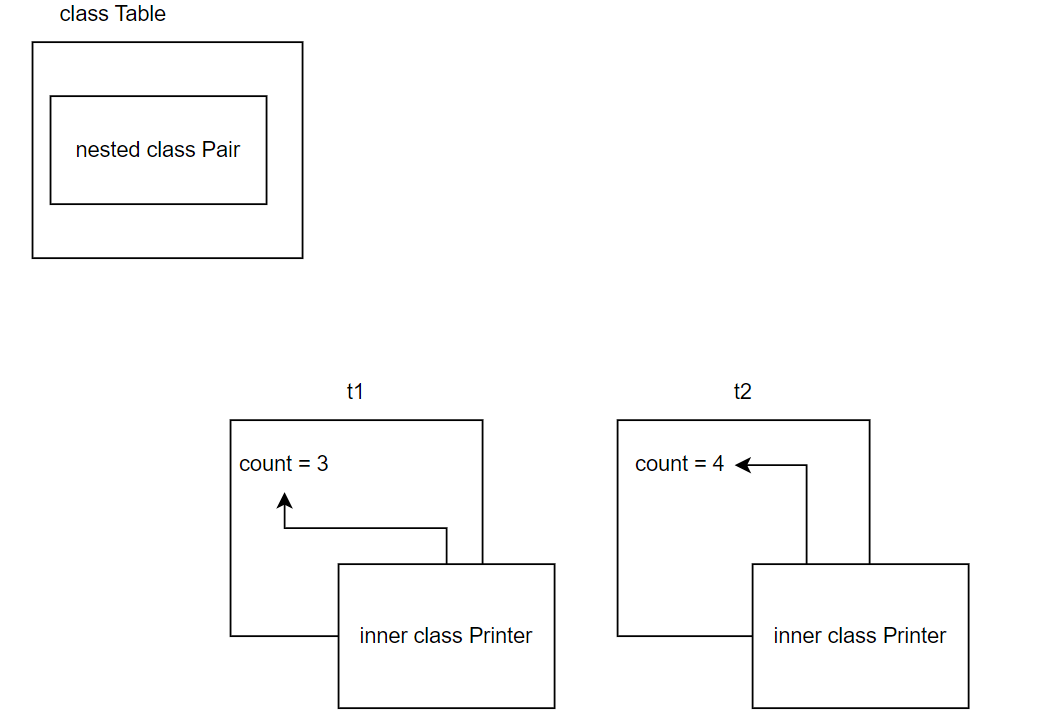 class Table
nested class Pair
t1
t2
count = 3
count = 4
inner class Printer
inner class Printer